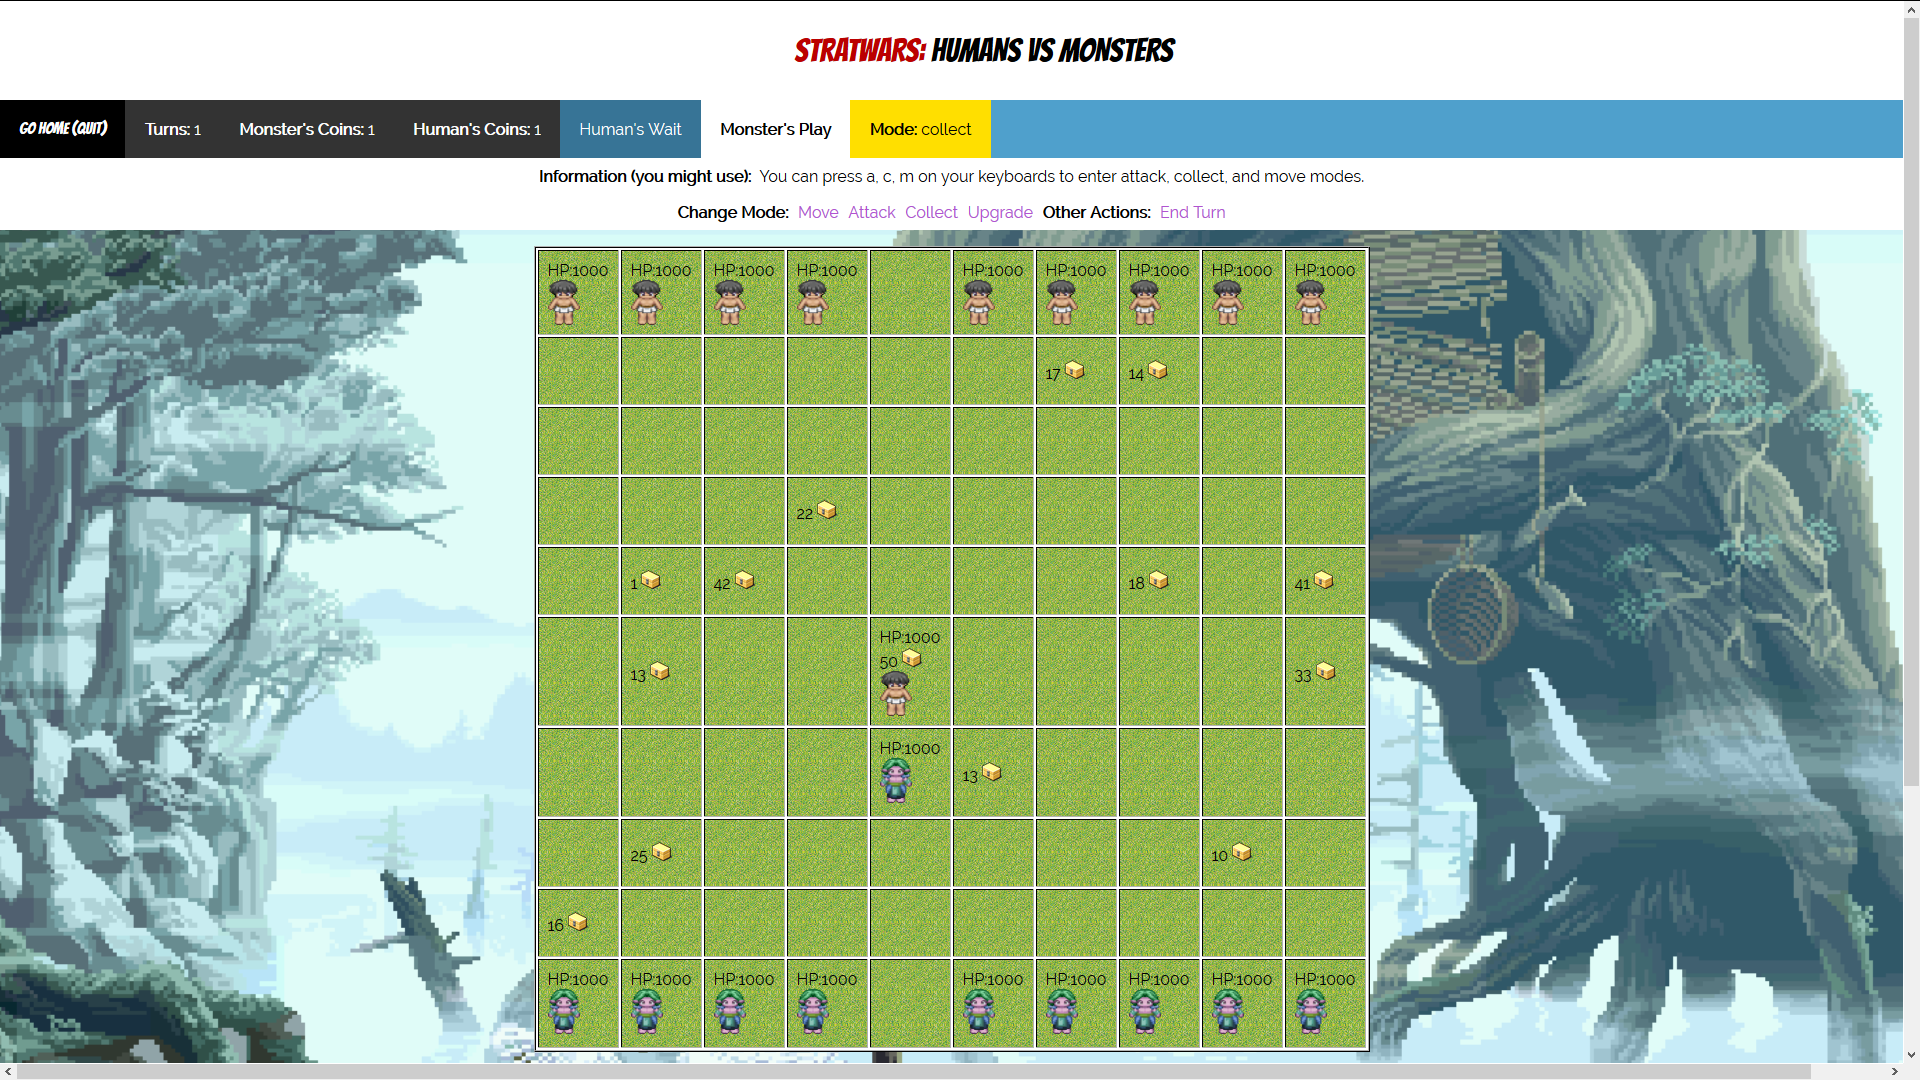 STRATWARS: HUMANS VS MONSTERS
GO HOME (QUIT) Turns: 1 Monster's Coins: 1 Human's Coins: 1 Human's Wait Monster's Play Mode: collect
Information (you might use): You can press a, c, m on your keyboards to enter attack, collect, and move modes.
Change Mode: Move Attack Collect Upgrade Other Actions: End Turn
HP:1000 HP:1000 HP:1000 HP:1000 HP:1000 HP:1000 HP:1000 HP:1000 HP:1000
17 14
22
1 42 18 41
HP:1000
13 50 33
HP:1000
13
25 10
16
HP:1000 HP:1000 HP:1000 HP:1000 HP:1000 HP:1000 HP:1000 HP:1000 HP:1000